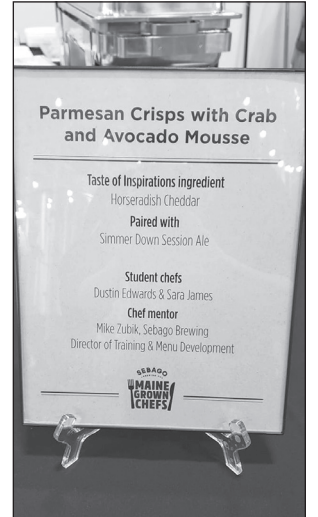 Parmesan Crisps with Crab
and Avocado Mousse
Taste of Inspirations ingredient
Horseradish Cheddar
Paired with
Simmer Down Session Ale
Student chefs
Dustin Edwards & Sara James
Chef mentor
Mike Zubik, Sebago Brewing
Director of Training & Menu Development
SEBAGO
MAINE
GROWN
CHEFS